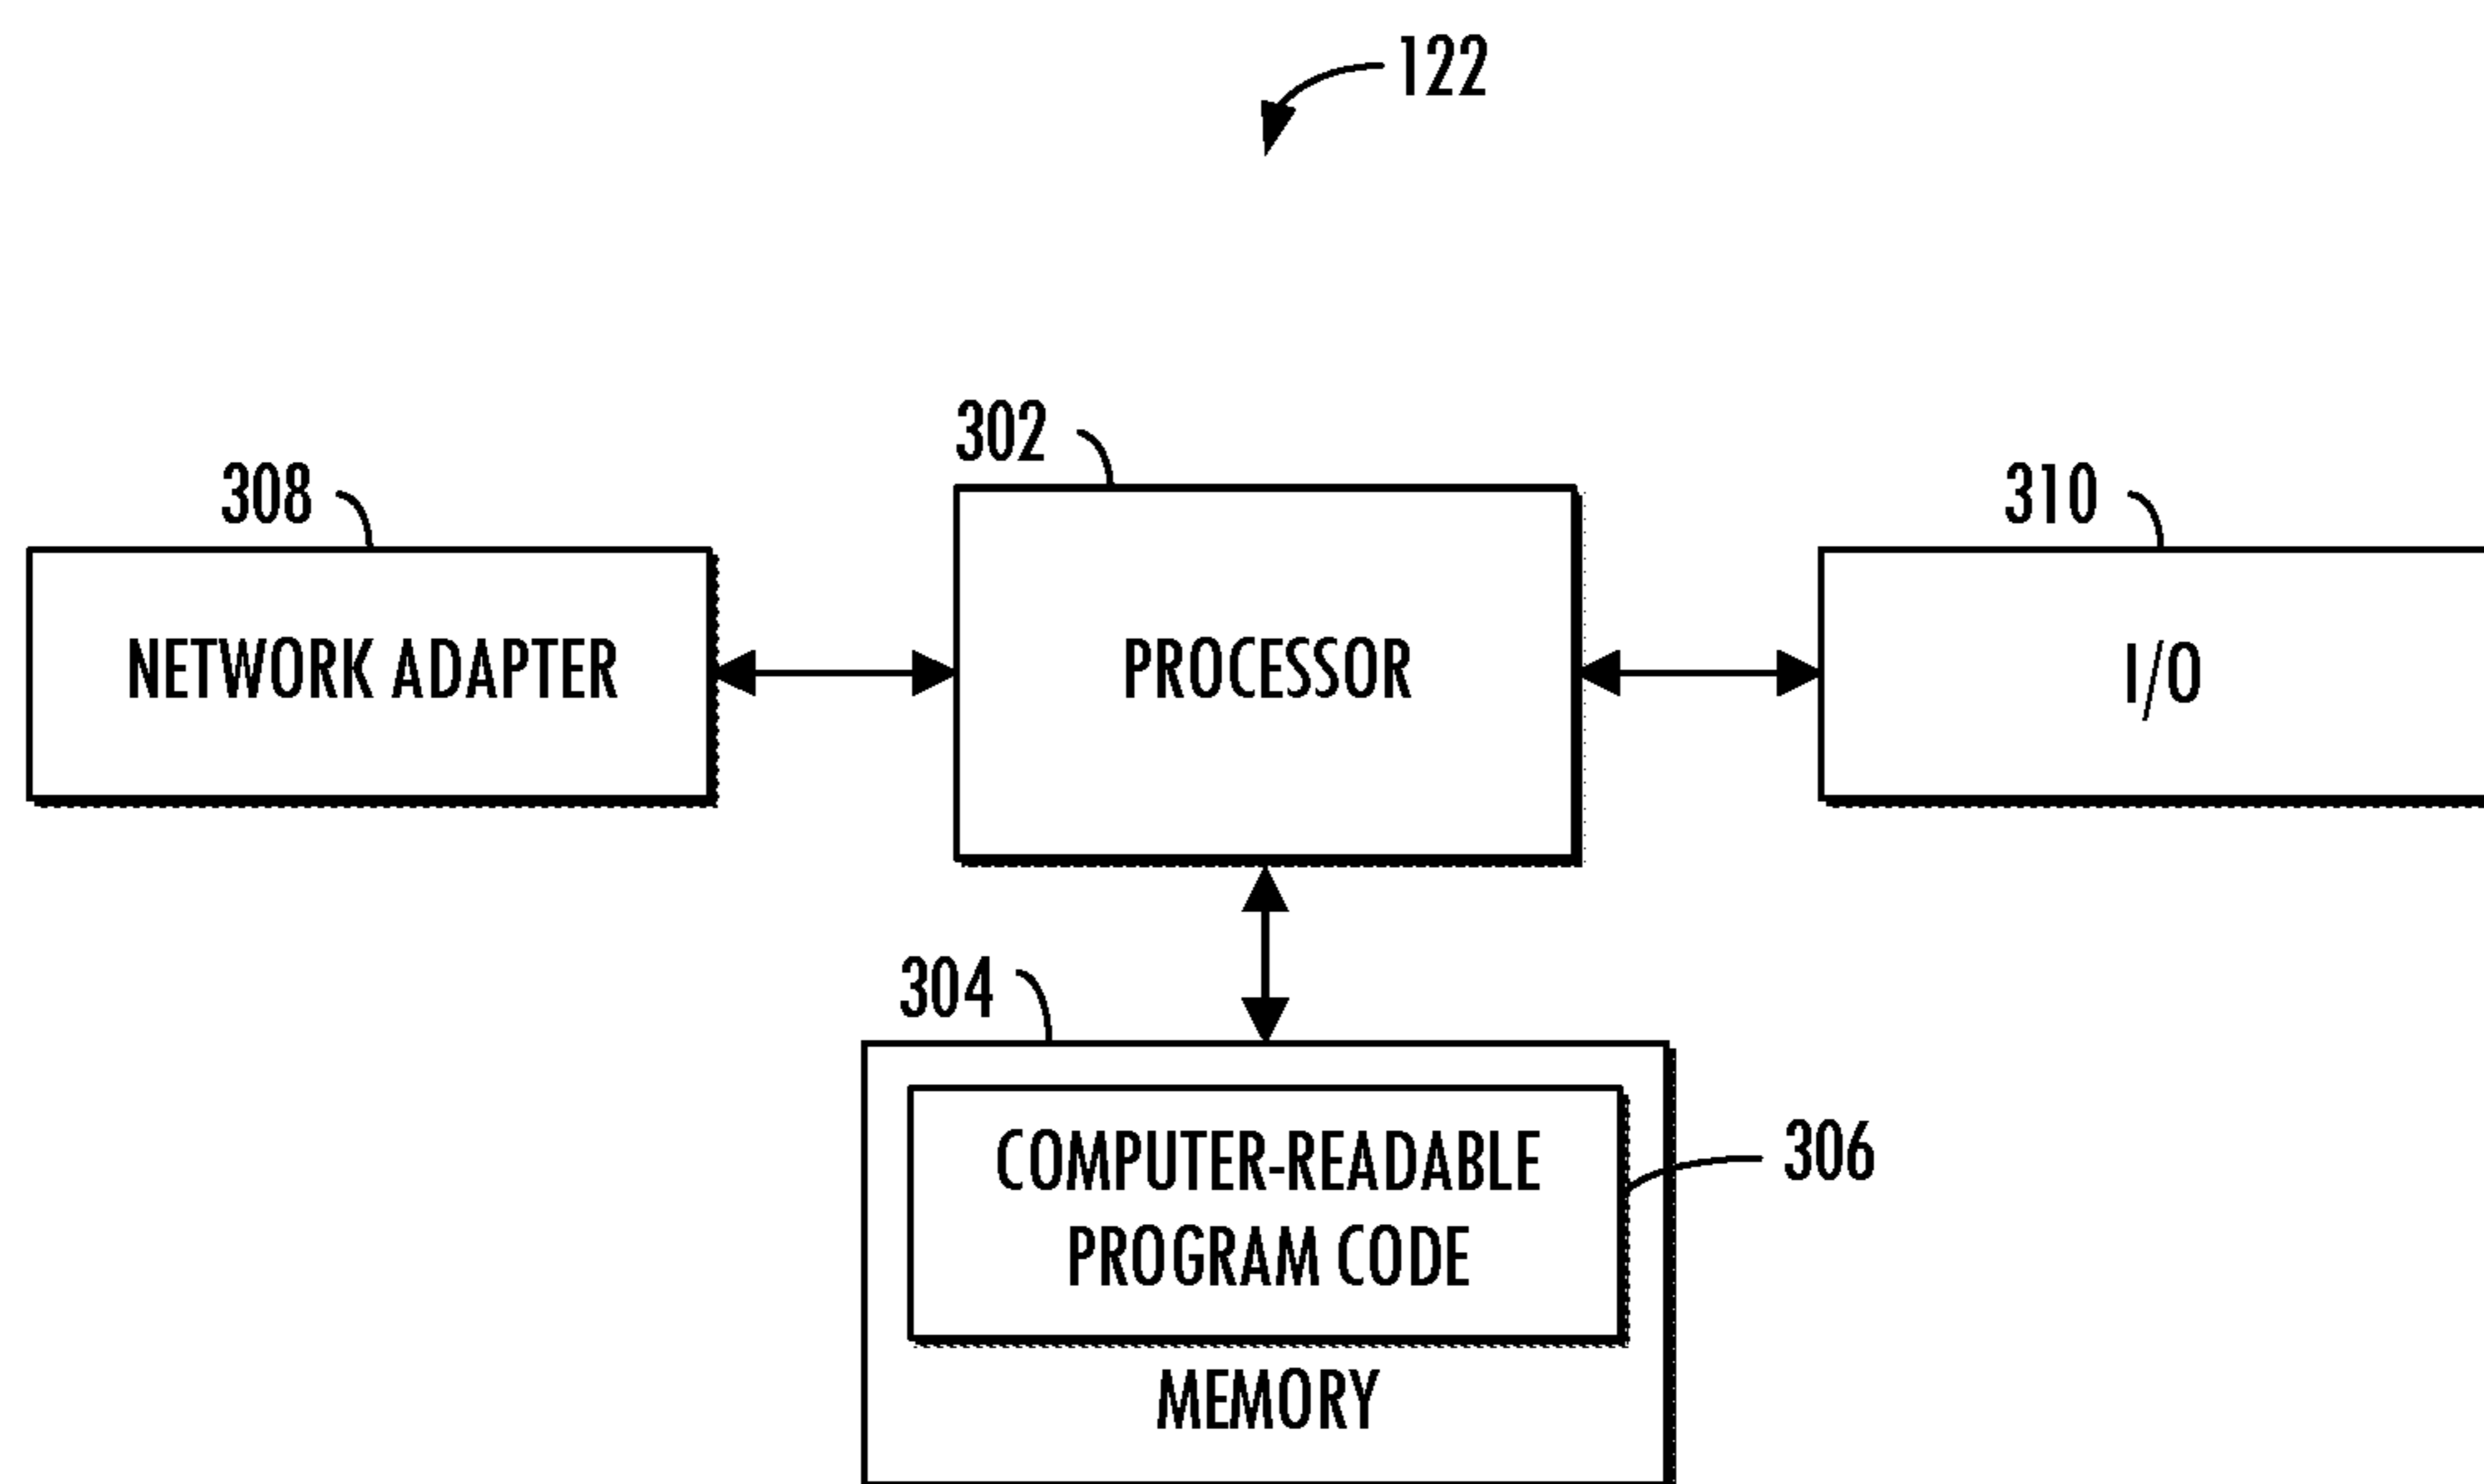 122
302
308
310
NETWORK ADAPTER
PROCESSOR
I/O
304
COMPUTER-READABLE
306
PROGRAM CODE
MEMORY